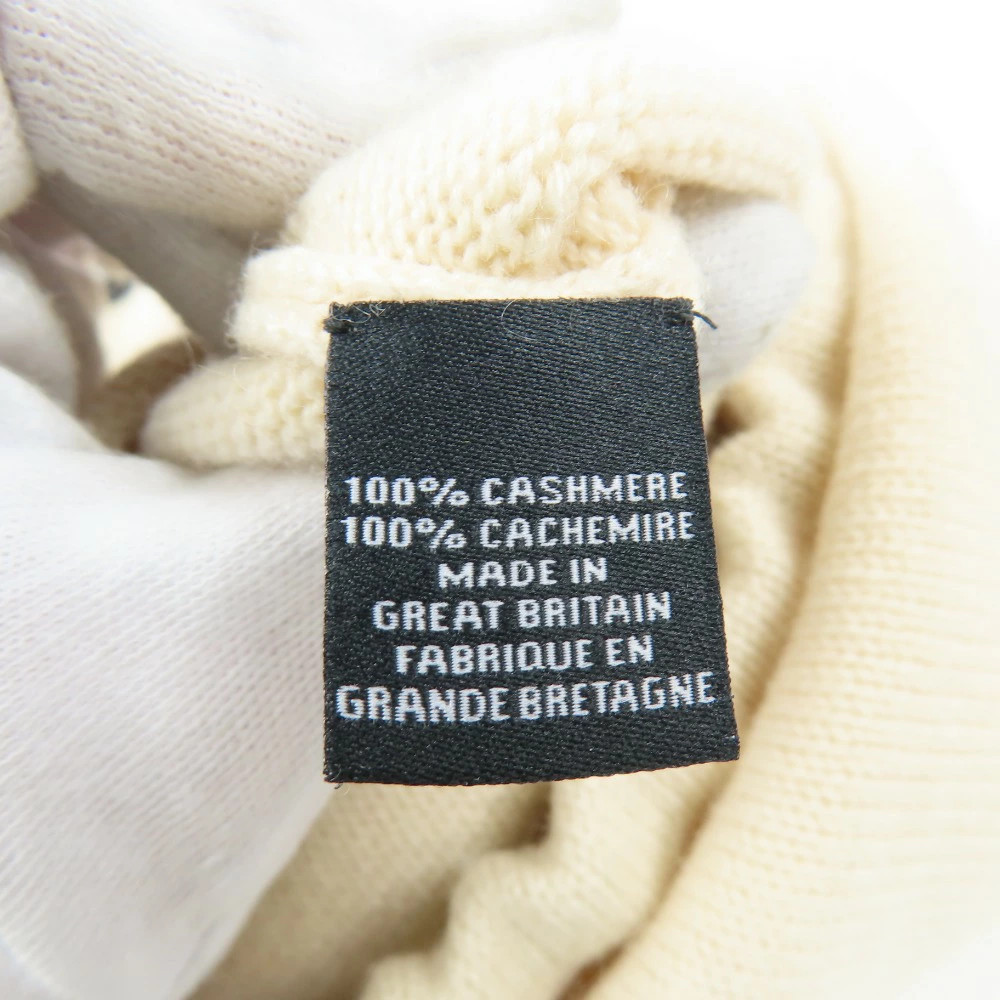 100% CASHMERE
100% CACHEMIRE
MADE IN
GREAT BRITAIN
FABRIQUE EN
GRANDE BRETAGNE